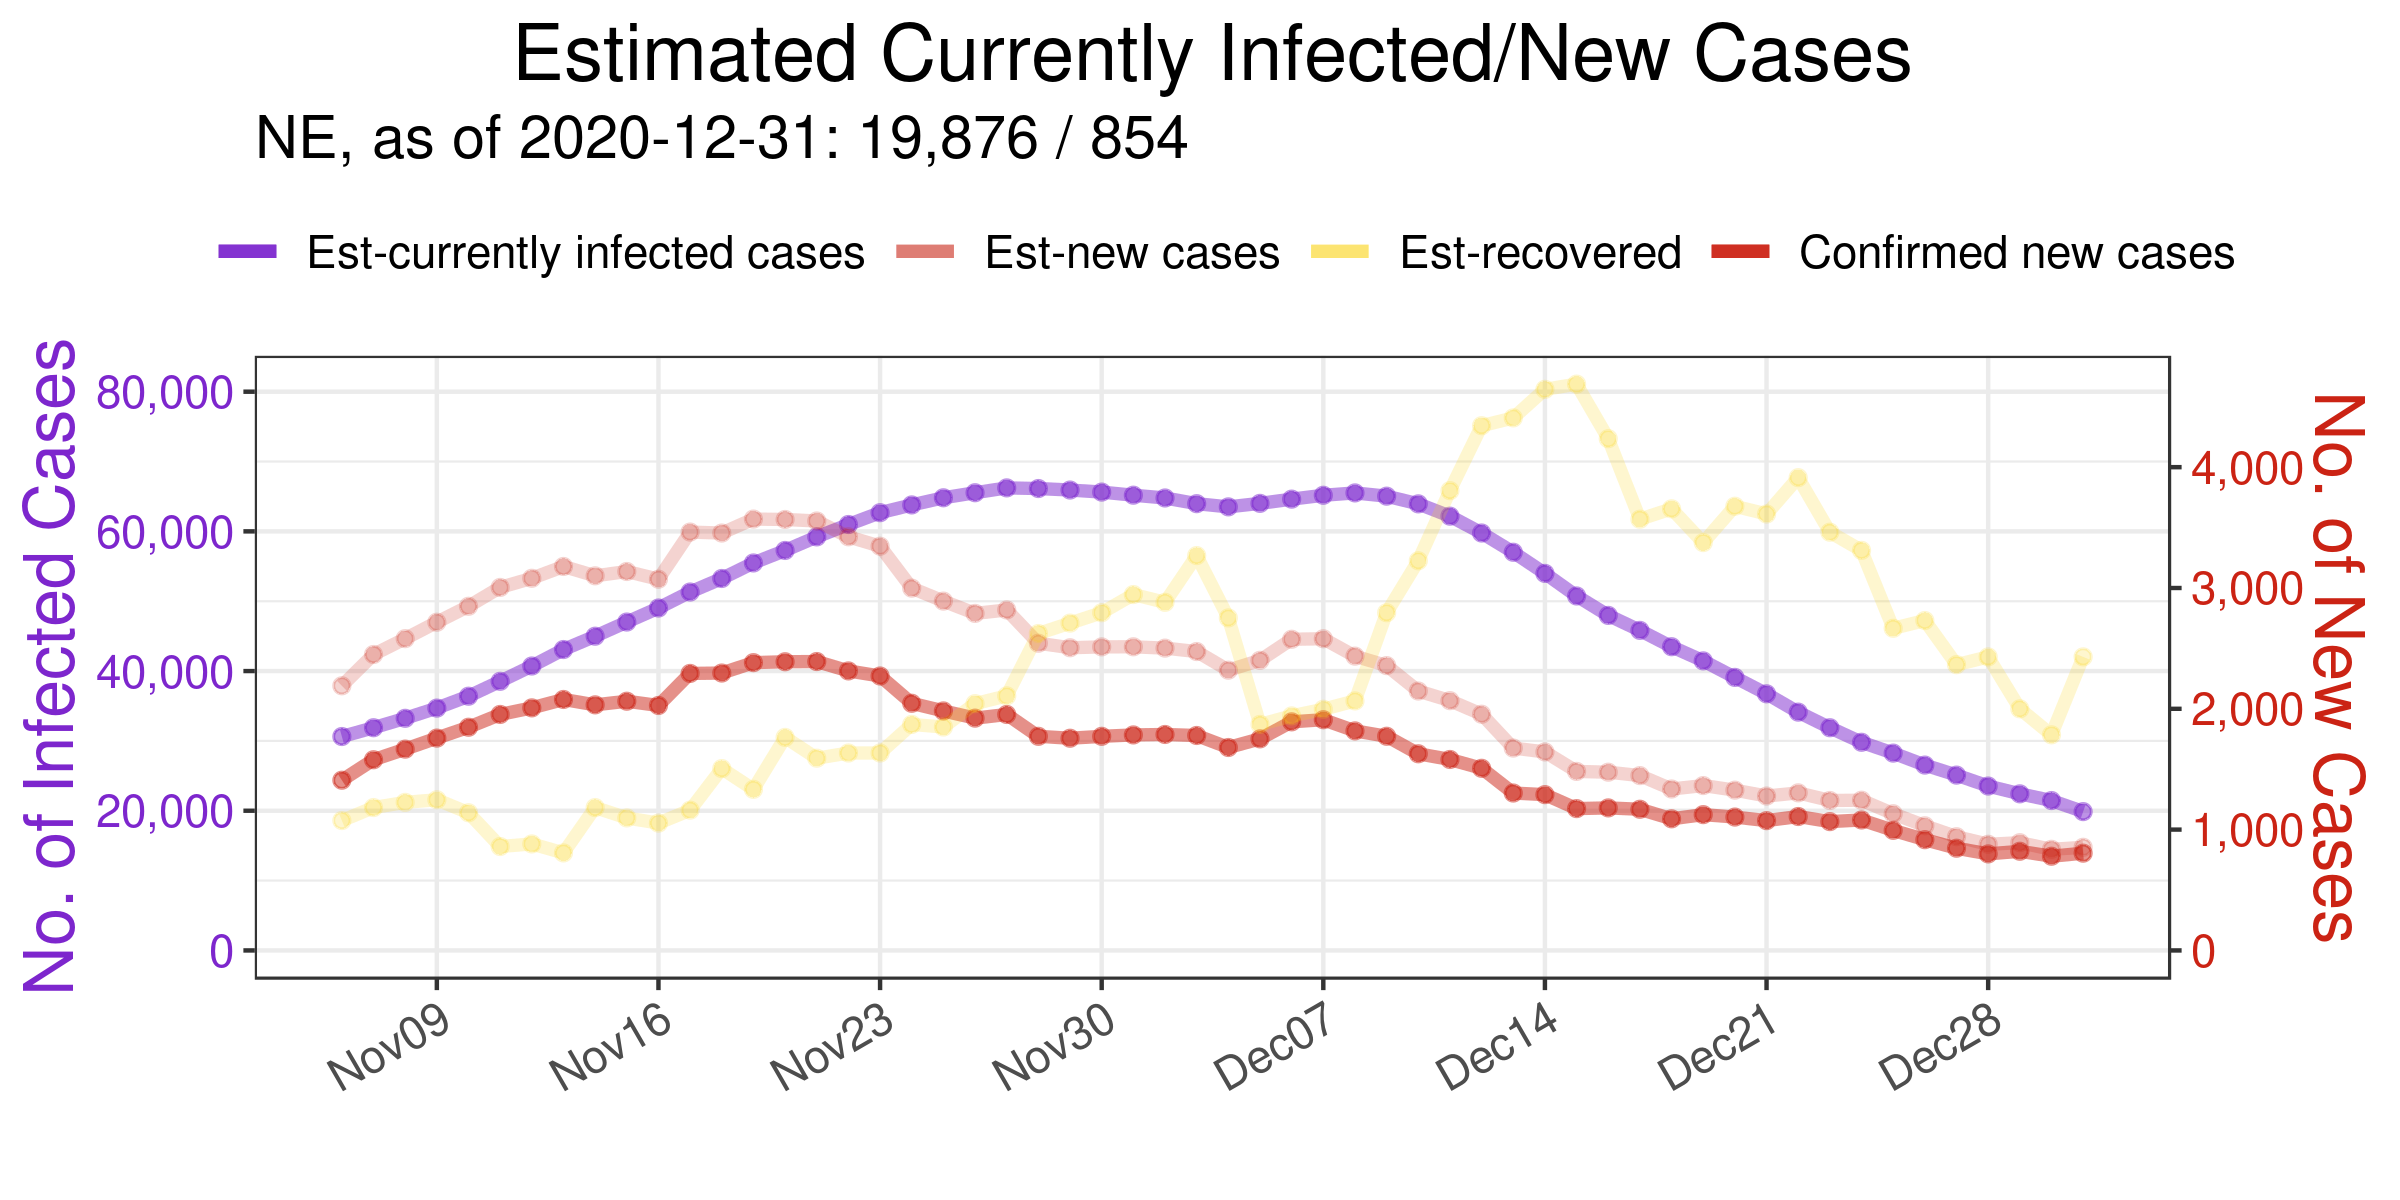 Estimated Currently Infected/New Cases
NE, as of 2020-12-31: 19,876 / 854
Est-currently infected cases Est-new cases Est-recovered Confirmed new cases
No. of Infected Cases
80,000
60,000
40,000
20,000
0
4,000
3,000
2,000
1,000
0
No. of New Cases
Nov09 Nov16 Nov23 Nov30 Dec07 Dec14 Dec21 Dec28